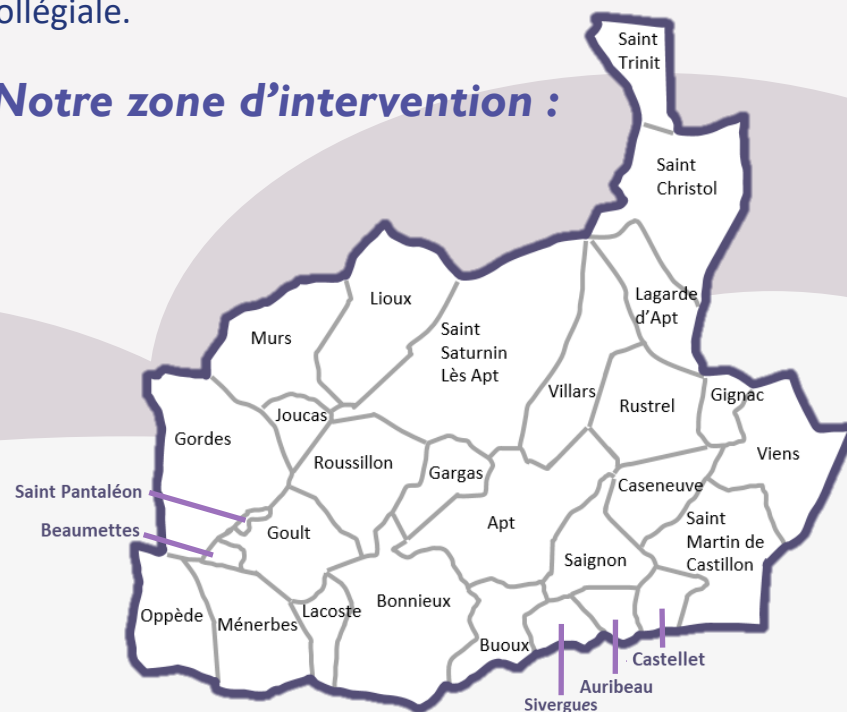 ollégiale.
Notre zone d'intervention :
Saint
Trinit
Saint
Christol
Lagarde
d'Apt
Lioux
Murs
Saint
Saturnin
Lès Apt
Joucas
Villars
Rustrel
Gignac
Gordes
Roussillon
Gargas
Viens
Saint Pantaléon
Caseneuve
Beaumettes
Goult
Apt
Saint
Martin de
Castillon
Saignon
Oppède
Ménerbes
Lacoste
Bonnieux
Buoux
Castellet
Auribeau
Sivergues